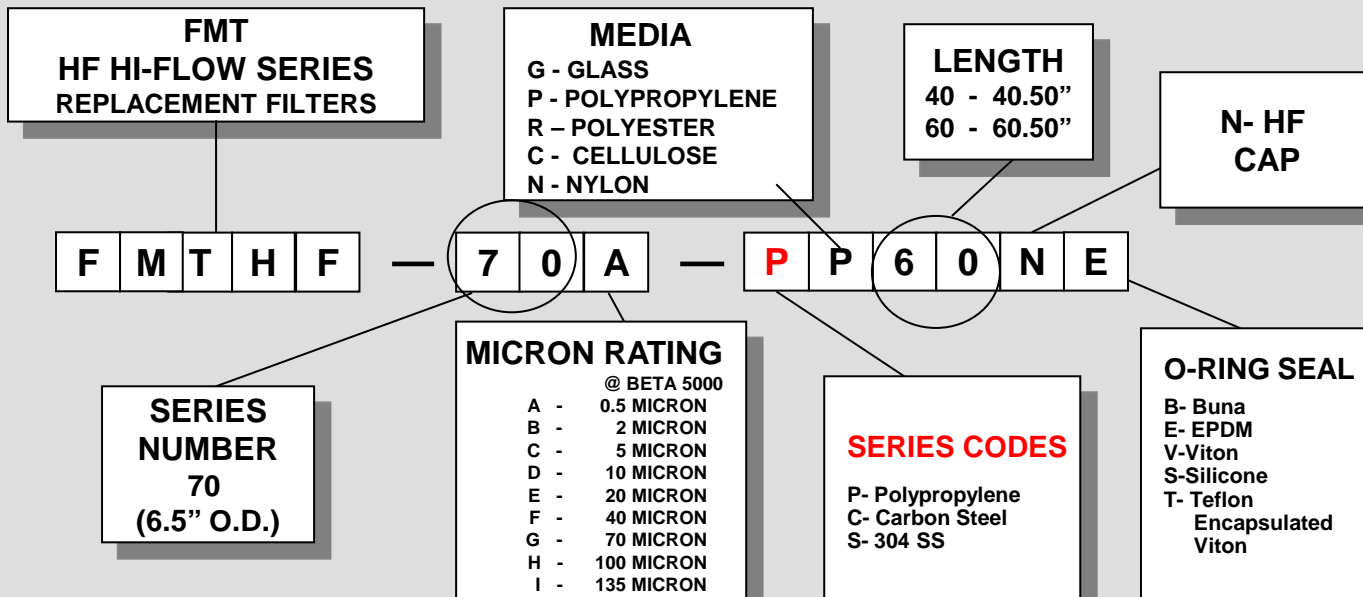 FMT
HF HI-FLOW SERIES
REPLACEMENT FILTERS
MEDIA
G - GLASS
P - POLYPROPYLENE
R – POLYESTER
C - CELLULOSE
N - NYLON
LENGTH
40 - 40.50”
60 - 60.50”
N- HF
CAP
F M T H F — 7 0 A — P P 6 0 N E
SERIES
NUMBER
70
(6.5” O.D.)
MICRON RATING
@ BETA 5000
A - 0.5 MICRON
B - 2 MICRON
C - 5 MICRON
D - 10 MICRON
E - 20 MICRON
F - 40 MICRON
G - 70 MICRON
H - 100 MICRON
I - 135 MICRON
SERIES CODES
P- Polypropylene
C- Carbon Steel
S- 304 SS
O-RING SEAL
B- Buna
E- EPDM
V-Viton
S-Silicone
T- Teflon
Encapsulated
Viton